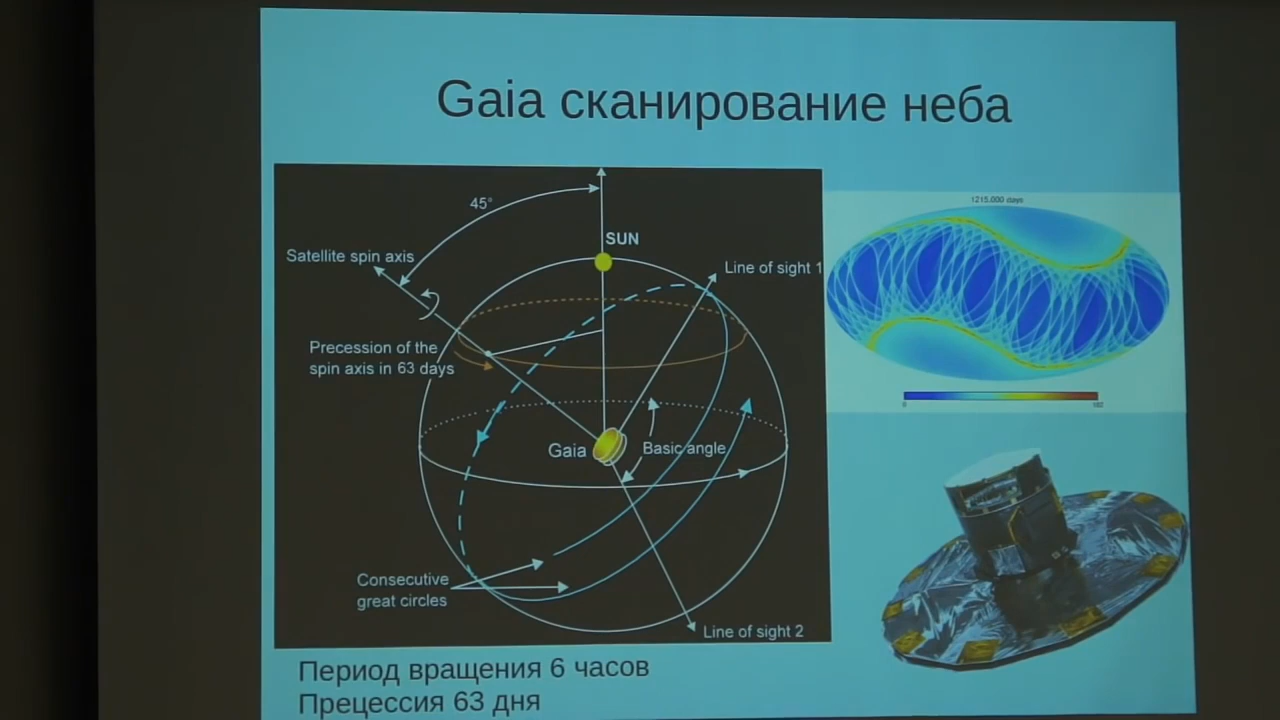 Gaia сканирование неба
45°
SUN
Satellite spin axis
Line of sight 1
Precession of the
spin axis in 63 days
Gaia
Basic angle
Consecutive
great circles
Line of sight 2
1215.000 days
0
102
Период вращения 6 часов
Прецессия 63 дня